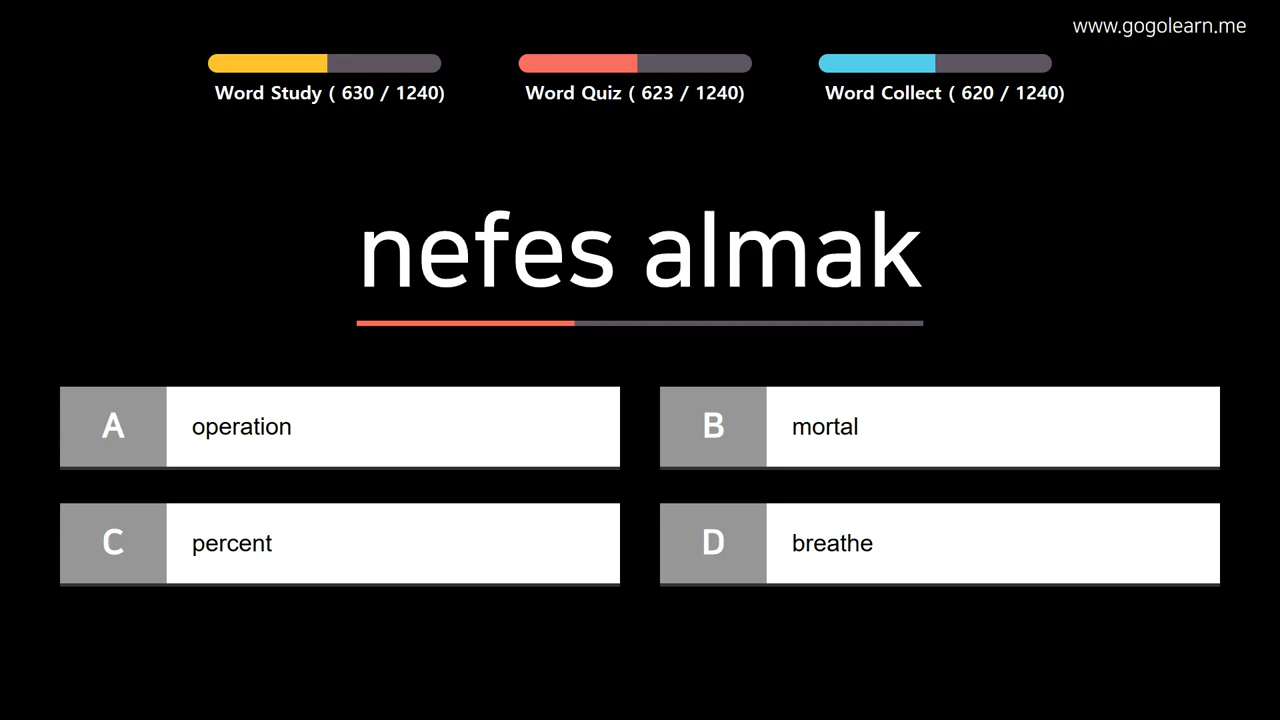 www.gogolearn.me
Word Study ( 630 / 1240)
Word Quiz ( 623 / 1240)
Word Collect ( 620 / 1240)
nefes almak
A operation
B mortal
C percent
D breathe